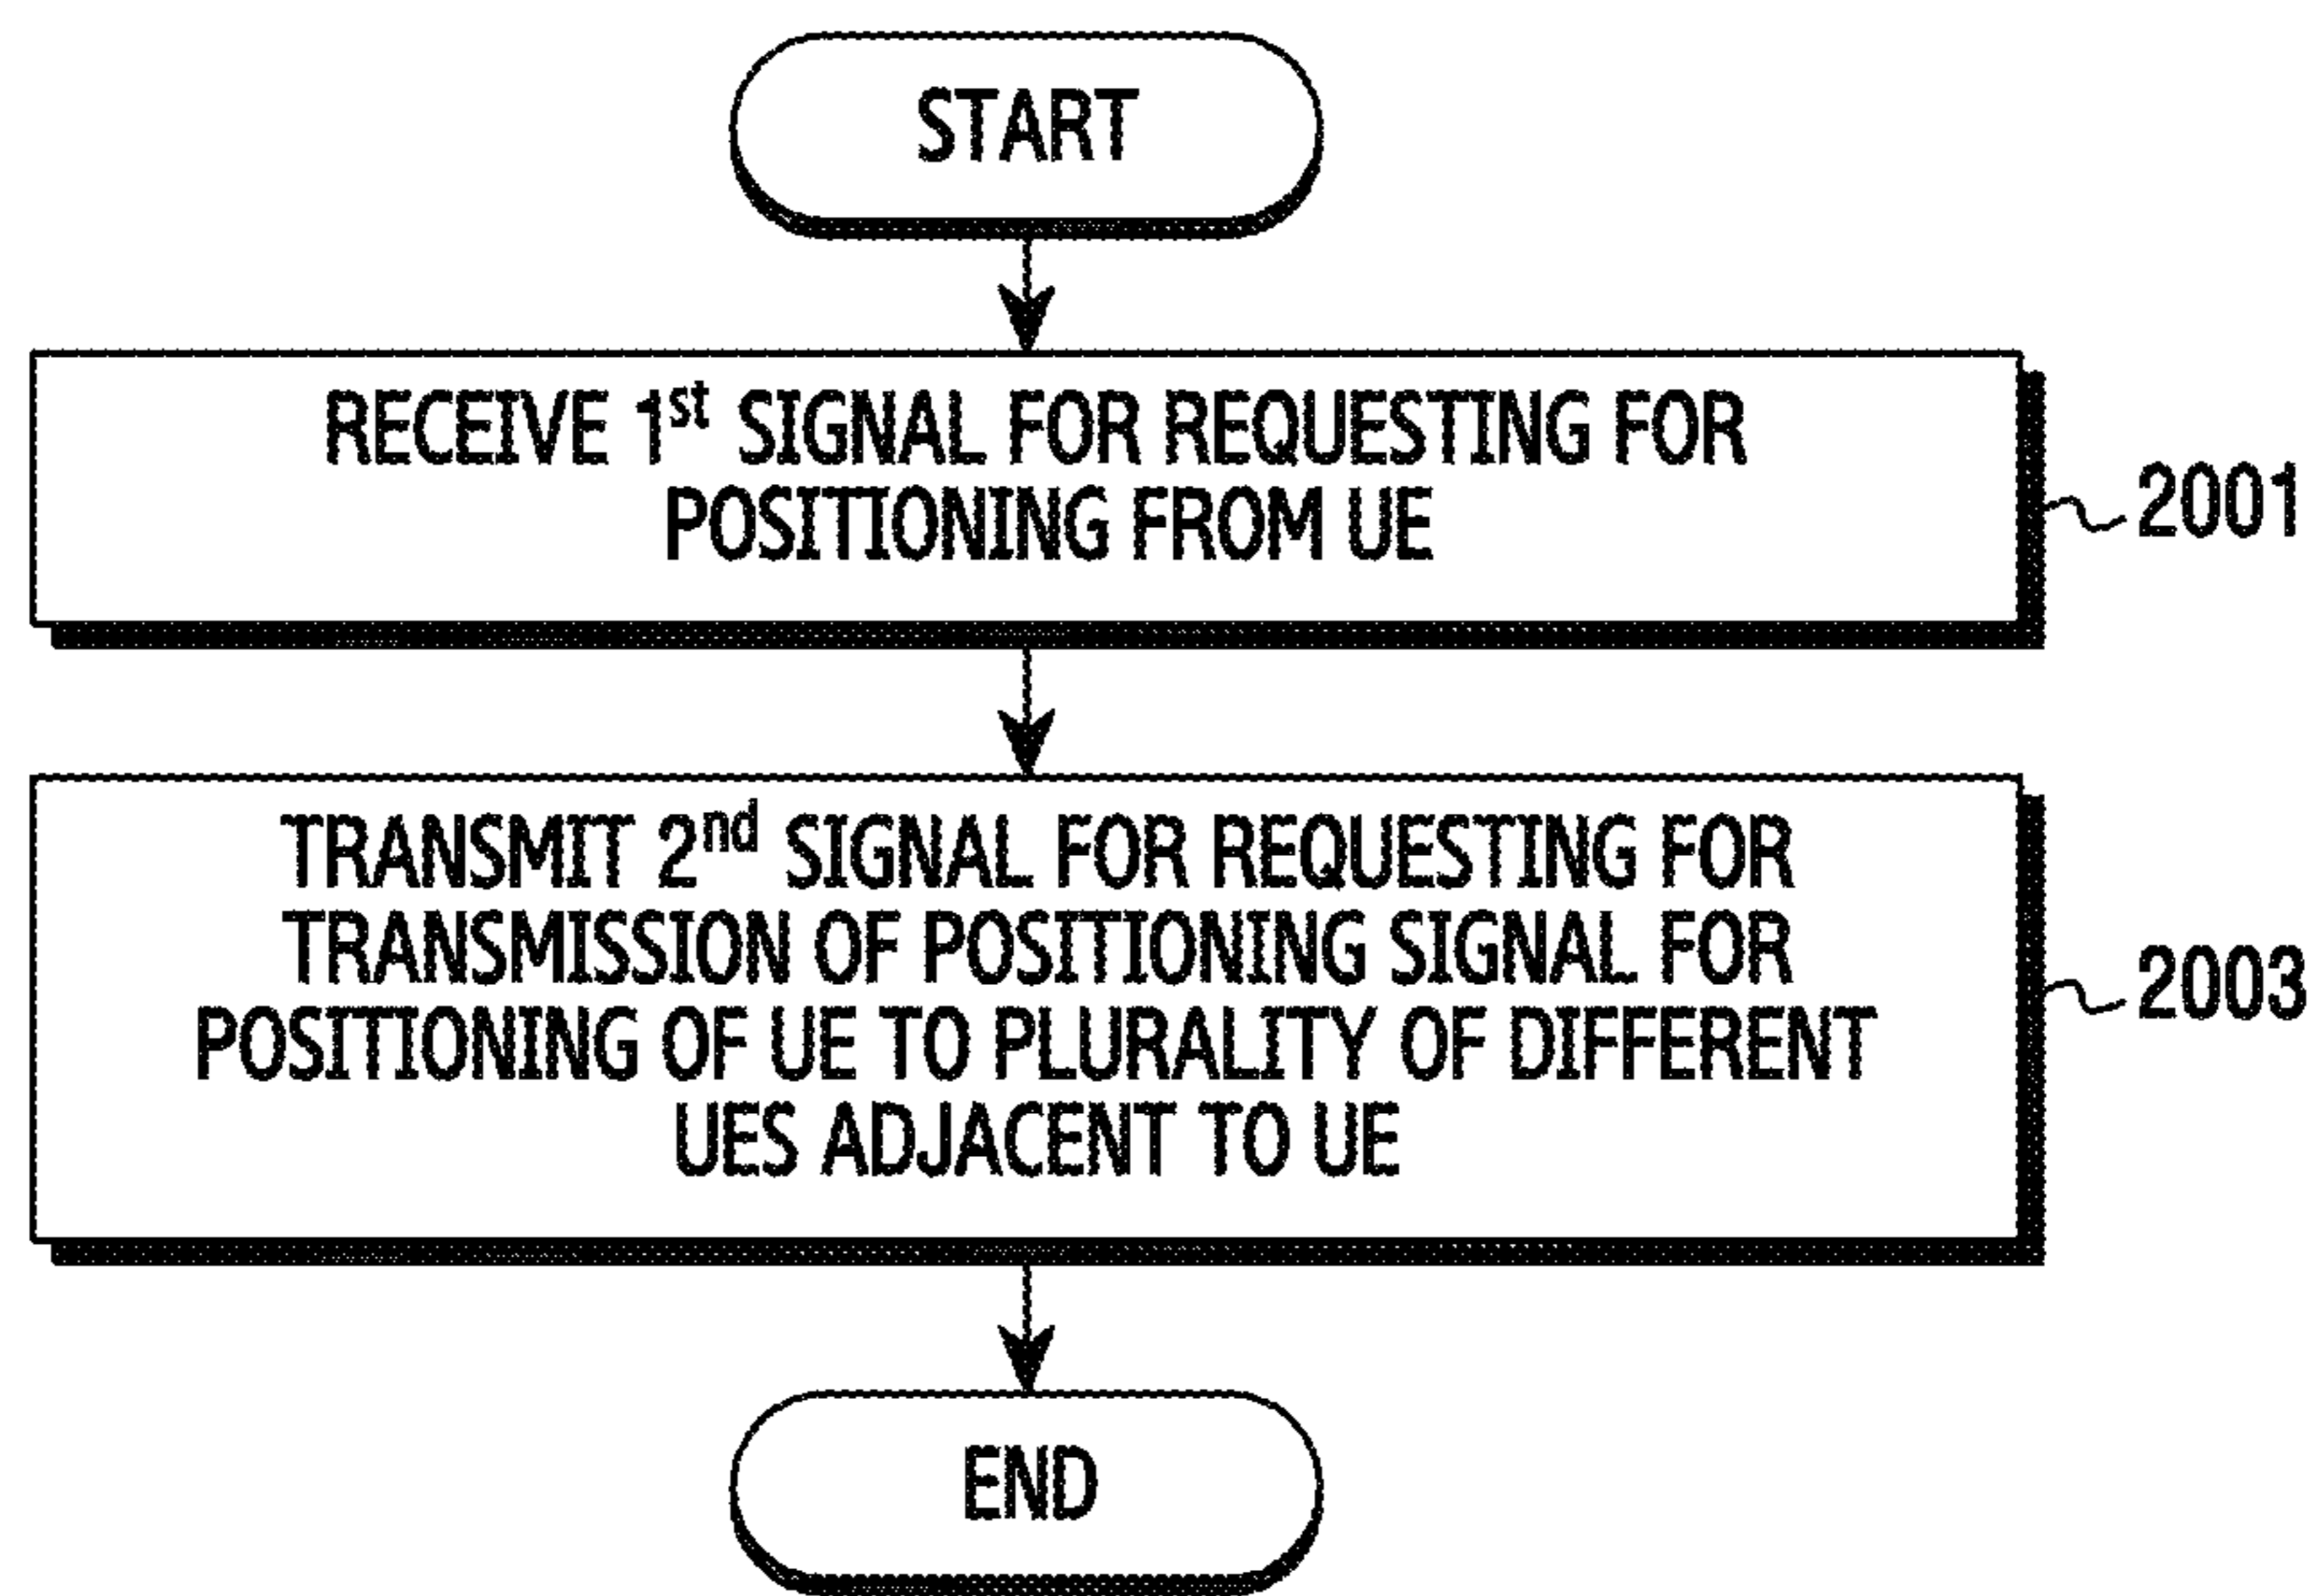 START
RECEIVE 1st SIGNAL FOR REQUESTING FOR
POSITIONING FROM UE
2001
TRANSMIT 2nd SIGNAL FOR REQUESTING FOR
TRANSMISSION OF POSITIONING SIGNAL FOR
POSITIONING OF UE TO PLURALITY OF DIFFERENT
UES ADJACENT TO UE
2003
END